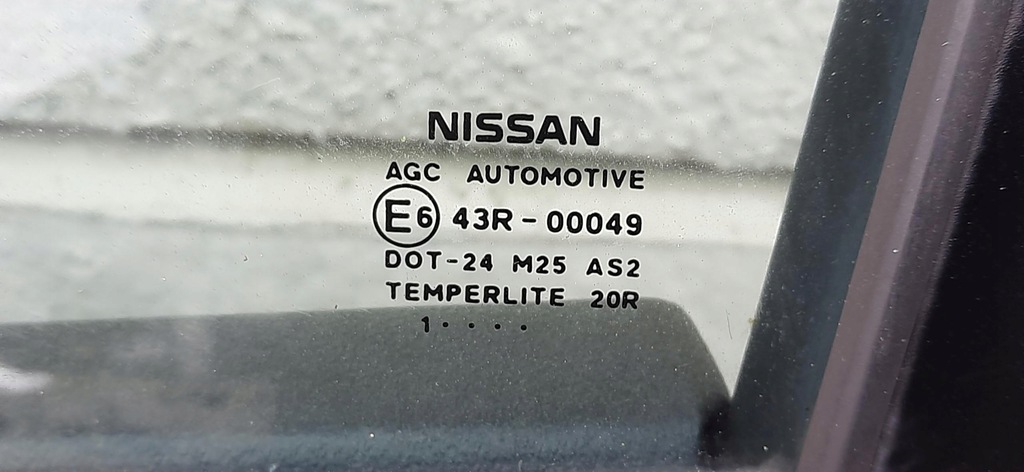 NISSAN
AGC AUTOMOTIVE
E6 43R-00049
DOT-24 M25 AS2
TEMPERLITE 20R
1 · · · ·